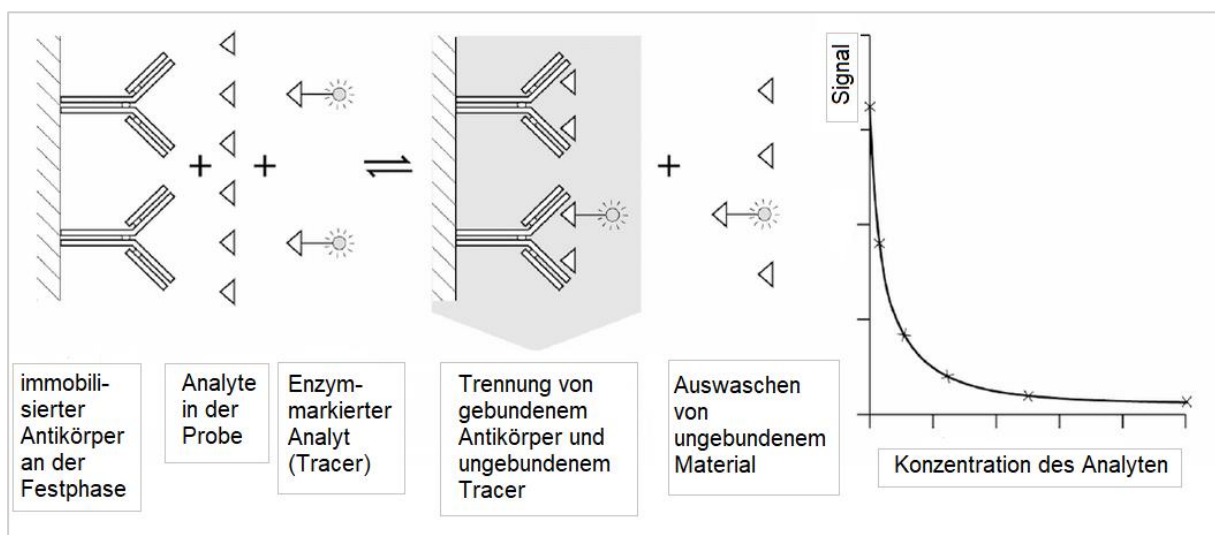 immobili-
sierter
Antikörper
an der
Festphase
Analyte
in der
Probe
Enzym-
markierter
Analyt
(Tracer)
Trennung von
gebundenem
Antikörper und
ungebundenem
Tracer
Auswaschen
von
ungebundenem
Material
Signal
Konzentration des Analyten